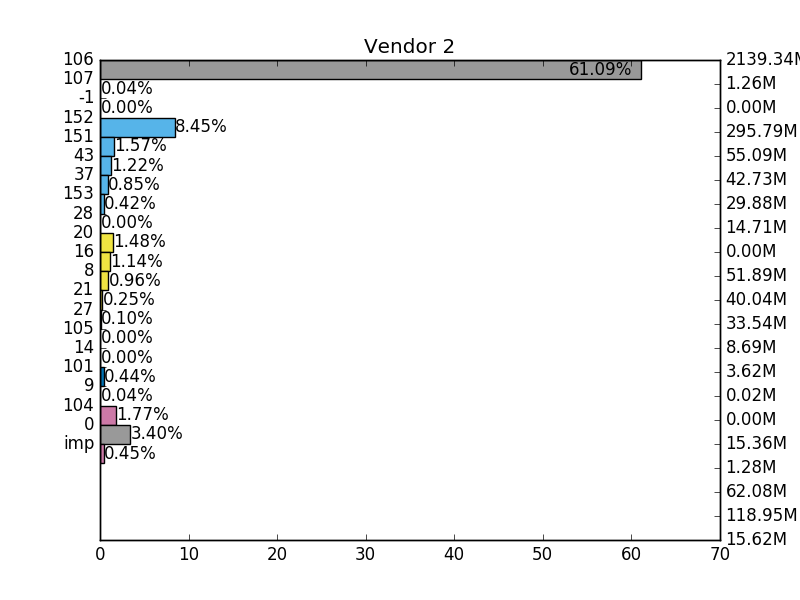 Vendor 2
106
107
-1
152
151
43
37
153
28
20
16
8
21
27
105
14
101
9
104
0
imp
61.09%
0.04%
0.00%
8.45%
1.57%
1.22%
0.85%
0.42%
0.00%
1.48%
1.14%
0.96%
0.25%
0.10%
0.00%
0.00%
0.44%
0.04%
1.77%
3.40%
0.45%
2139.34M
1.26M
0.00M
295.79M
55.09M
42.73M
29.88M
14.71M
0.00M
51.89M
40.04M
33.54M
8.69M
3.62M
0.02M
0.00M
15.36M
1.28M
62.08M
118.95M
15.62M
0 10 20 30 40 50 60 70